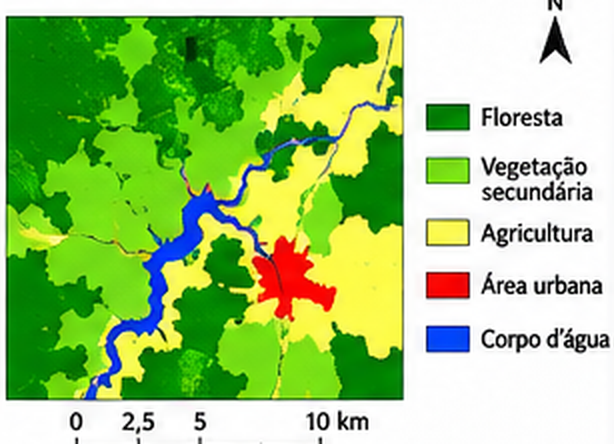 N
Floresta
Vegetação
secundária
Agricultura
Área urbana
Corpo d'água
0 2,5 5 10 km